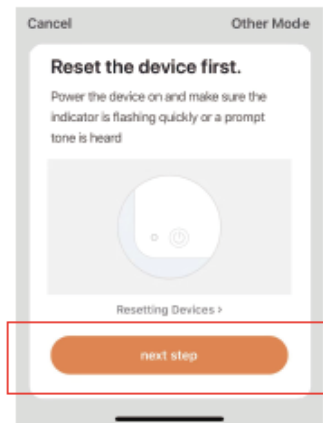 Cancel Other Mode
Reset the device first.
Power the device on and make sure the
indicator is flashing quickly or a prompt
tone is heard
Resetting Devices >
next step